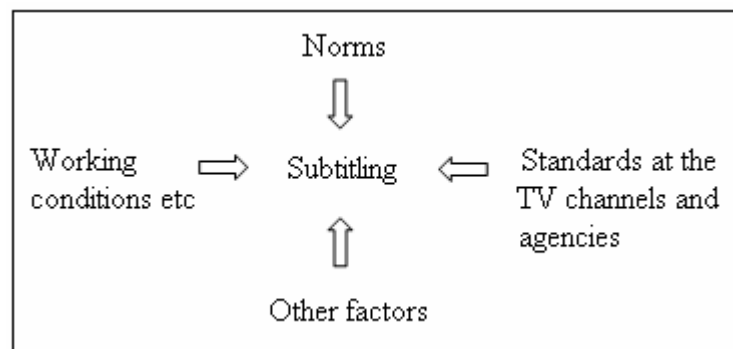 Norms
Working
conditions etc
Subtitling
Standards at the
TV channels and
agencies
Other factors